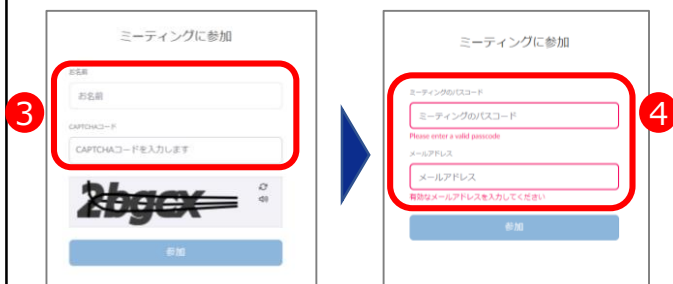 ミーティングに参加
お名前
お名前
CAPTCHAコード
CAPTCHAコードを入力します
2bgcx
参加
3
ミーティングに参加
ミーティングのパスコード
ミーティングのパスコード
Please enter a valid passcode
メールアドレス
メールアドレス
有効なメールアドレスを入力してください
参加
4